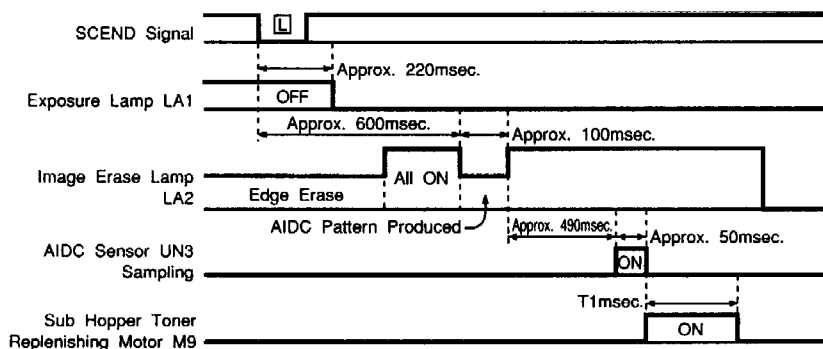 SCEND Signal
L
Approx. 220msec.
Exposure Lamp LA1
OFF
Approx. 600msec.
Approx. 100msec.
Image Erase Lamp
LA2
All ON
Edge Erase
AIDC Pattern Produced
Approx. 490msec.
Approx. 50msec.
AIDC Sensor UN3
Sampling
ON
T1msec.
Sub Hopper Toner
Replenishing Motor M9
ON